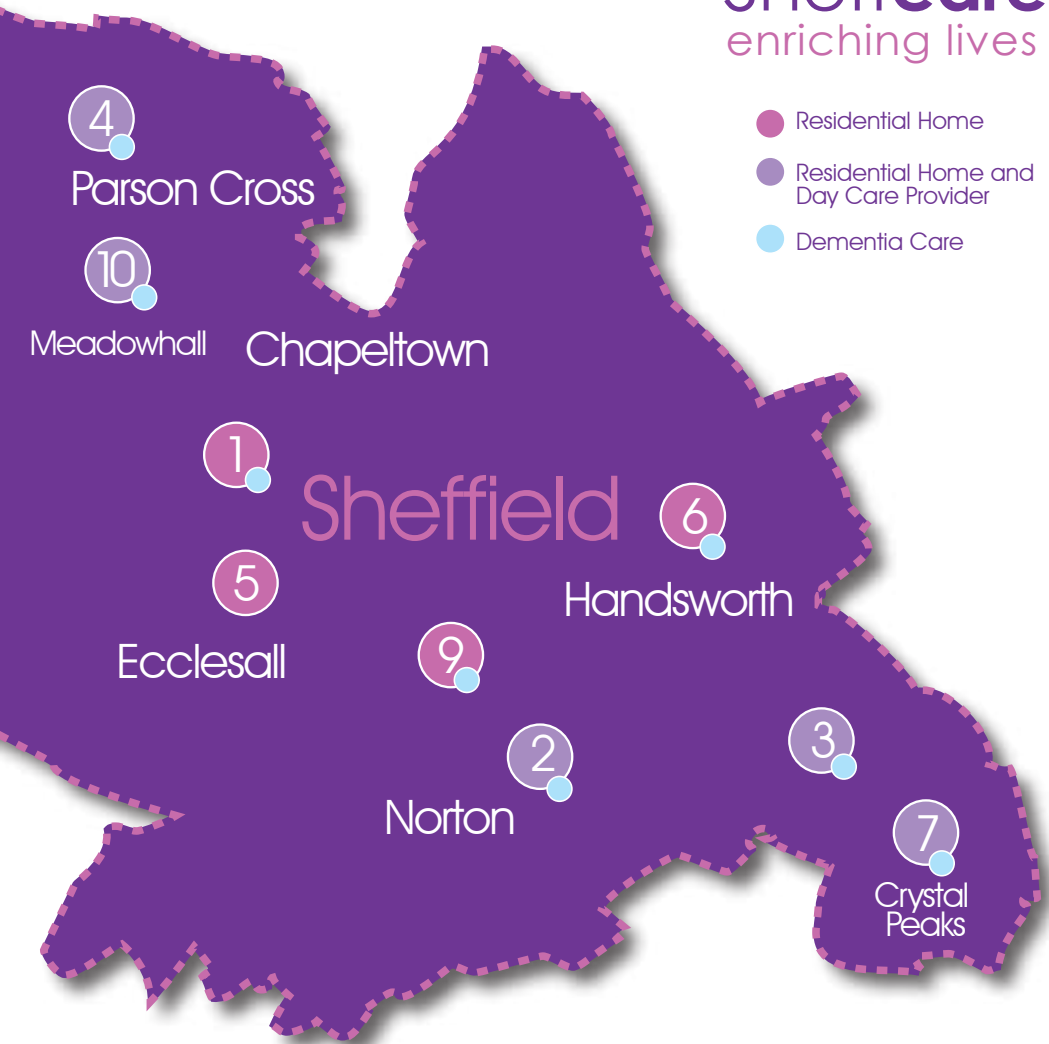 enriching lives
Residential Home
Residential Home and
Day Care Provider
Dementia Care
4
Parson Cross
10
Meadowhall
Chapeltown
1
Sheffield
6
5
Handsworth
Ecclesall
9
2
3
Norton
7
Crystal
Peaks